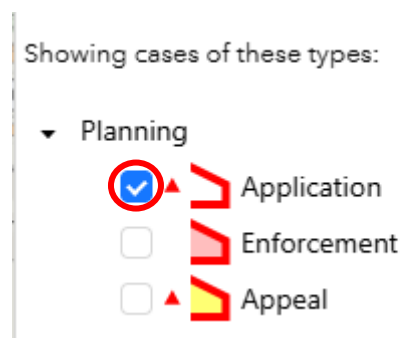 Showing cases of these types:
Planning
Application
Enforcement
Appeal